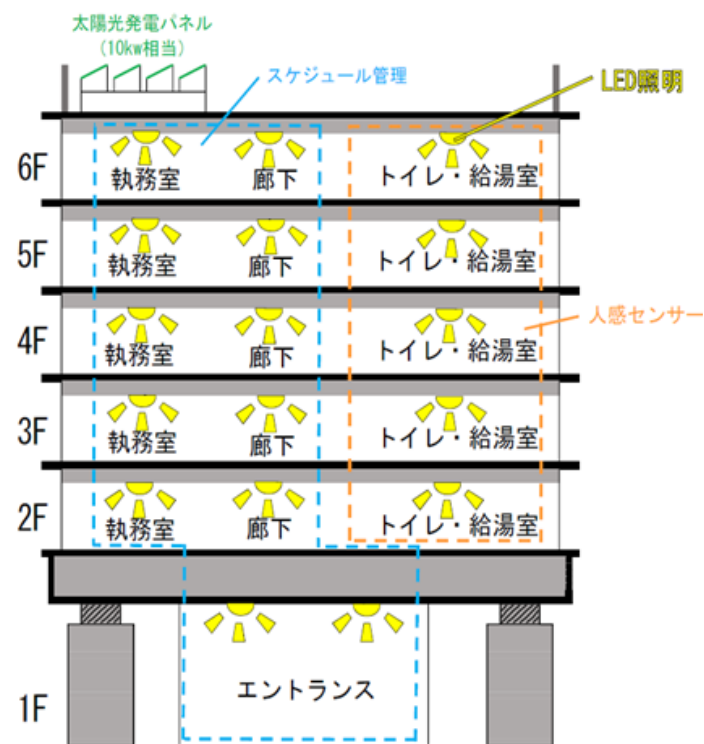 太陽光発電パネル
（10kw相当）
スケジュール管理
LED照明
6F
執務室
廊下
トイレ・給湯室
5F
執務室
廊下
トイレ・給湯室
人感センサー
4F
執務室
廊下
トイレ・給湯室
3F
執務室
廊下
トイレ・給湯室
2F
執務室
廊下
トイレ・給湯室
エントランス
1F